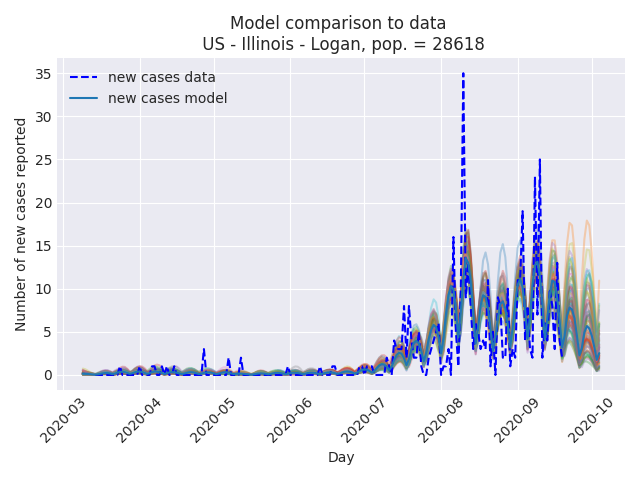 Model comparison to data
US - Illinois - Logan, pop. = 28618
new cases data
new cases model
Number of new cases reported
35
30
25
20
15
10
5
0
2020-03
2020-04
2020-05
2020-06
2020-07
2020-08
2020-09
2020-10
Day